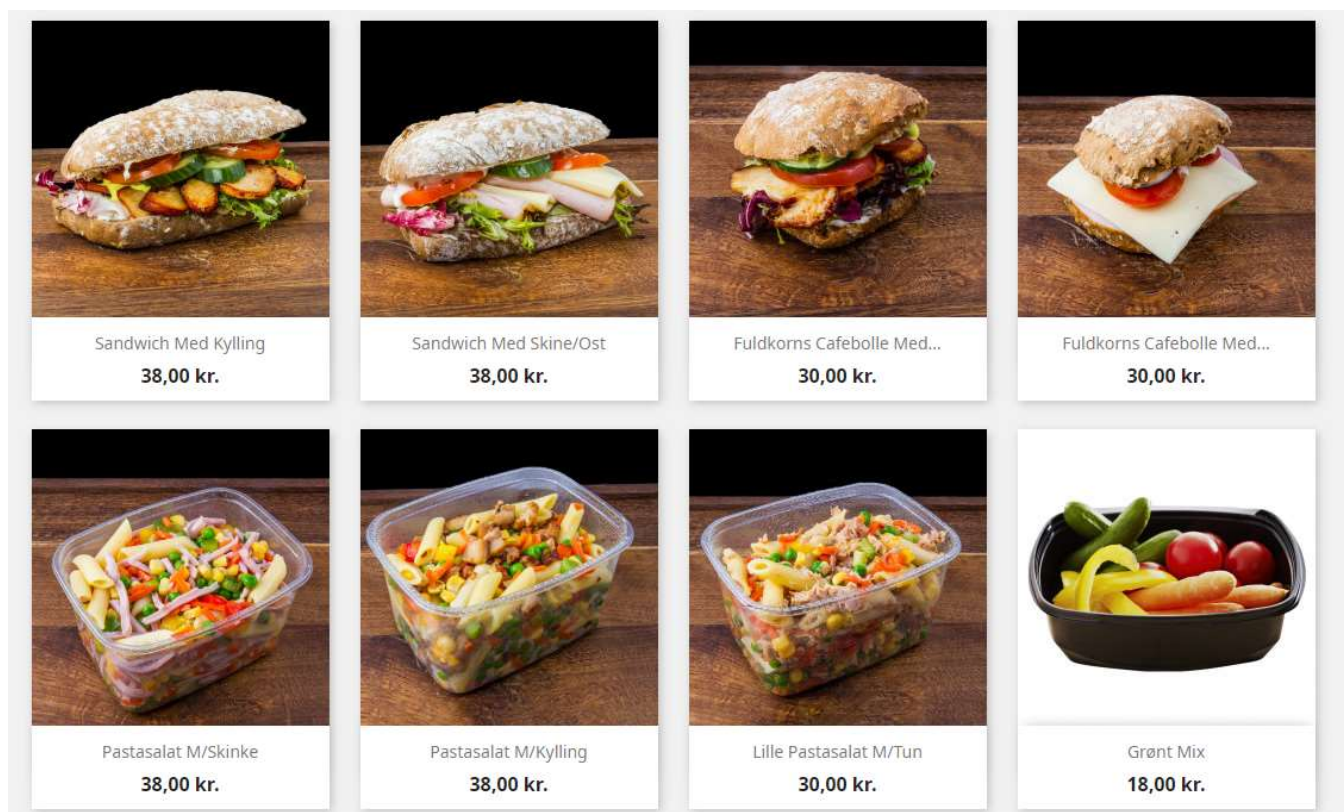 Sandwich Med Kylling
38,00 kr.
Sandwich Med Skine/Ost
38,00 kr.
Fuldkorns Cafebolle Med...
30,00 kr.
Fuldkorns Cafebolle Med...
30,00 kr.
Pastasalat M/Skinke
38,00 kr.
Pastasalat M/Kylling
38,00 kr.
Lille Pastasalat M/Tun
30,00 kr.
Grønt Mix
18,00 kr.